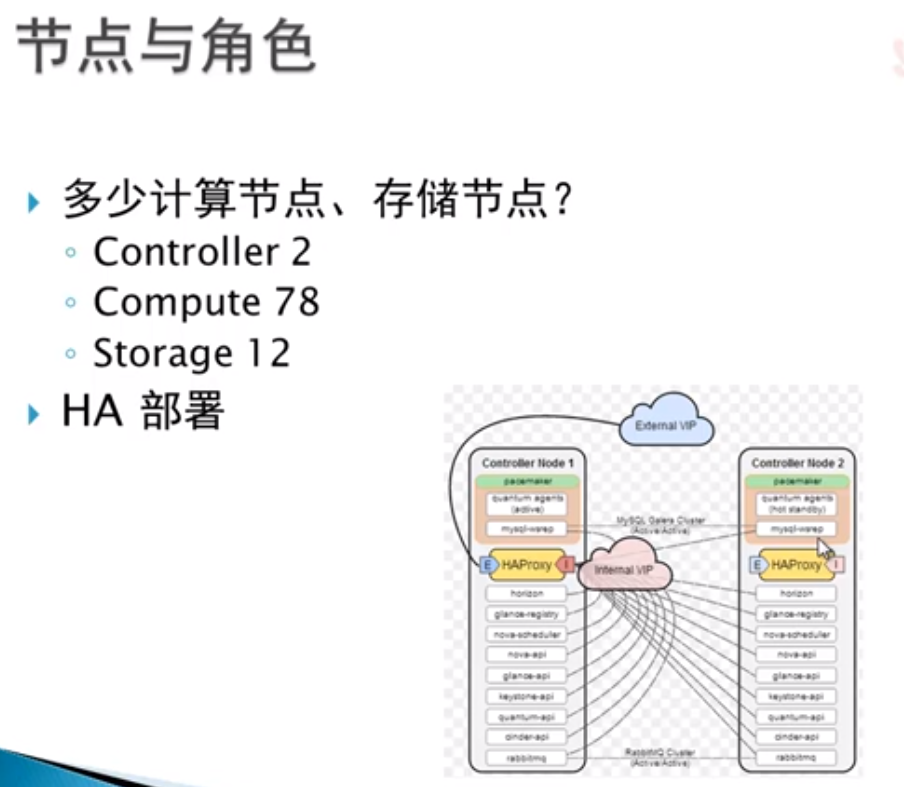 节点与角色
多少计算节点、存储节点？
Controller 2
Compute 78
Storage 12
HA 部署
External VIP
Controller Node 1
pacemaker
quantum agents
(active)
mysql-wsrep
HAProxy
E
I
horizon
glance-registry
nova-scheduler
nova-api
glance-api
keystone-api
quantum-api
cinder-api
rabbitmq
MySQL Galera Cluster
(Active/Active)
Internal VIP
RabbitMQ Cluster
(Active/Active)
Controller Node 2
pacemaker
quantum agents
(hot standby)
mysql-wsrep
E
HAProxy
I
horizon
glance-registry
nova-scheduler
nova-api
glance-api
keystone-api
quantum-api
cinder-api
rabbitmq